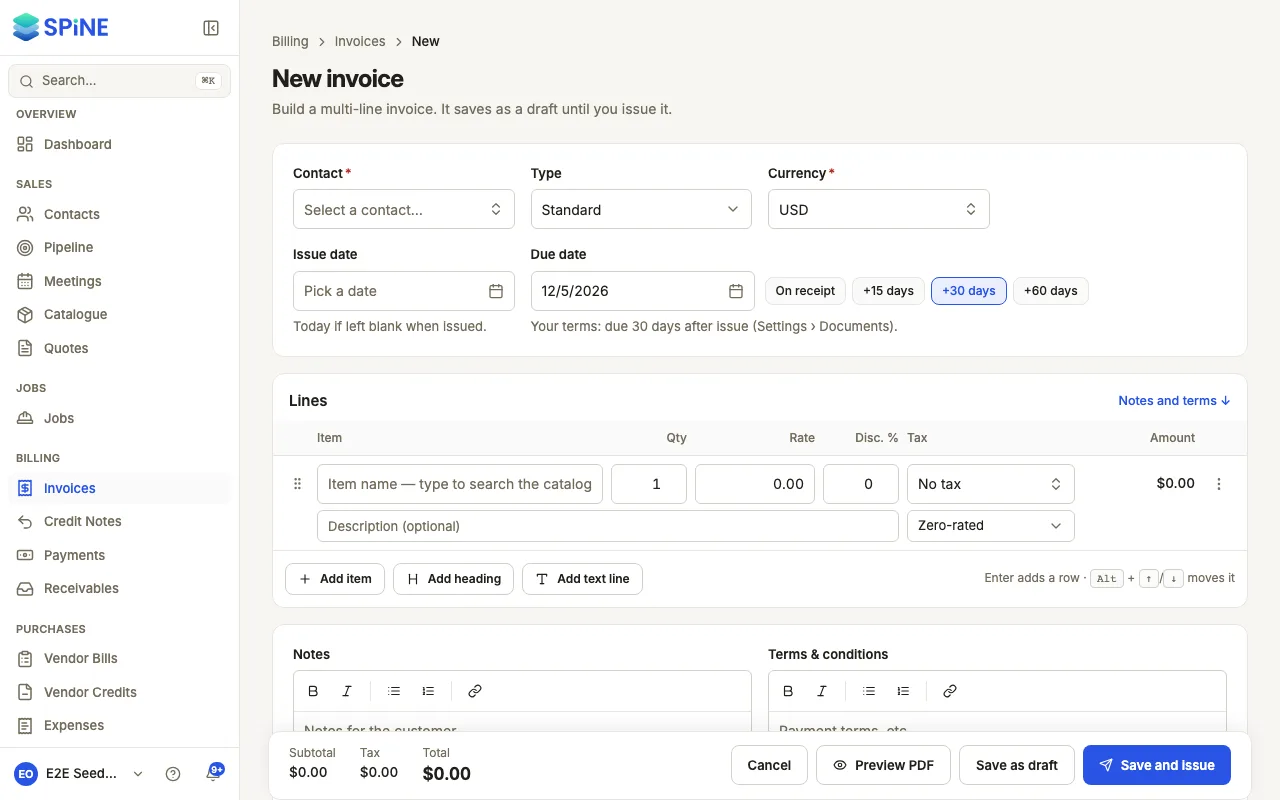 SPiNE
Search... ⌘K
OVERVIEW
Dashboard
SALES
Contacts
Pipeline
Meetings
Catalogue
Quotes
JOBS
Jobs
BILLING
Invoices
Credit Notes
Payments
Receivables
PURCHASES
Vendor Bills
Vendor Credits
Expenses
EO E2E Seed... 9+
Billing > Invoices > New
New invoice
Build a multi-line invoice. It saves as a draft until you issue it.
Contact* Type Currency*
Select a contact... Standard USD
Issue date Due date
Pick a date 12/5/2026 On receipt +15 days +30 days +60 days
Today if left blank when issued. Your terms: due 30 days after issue (Settings › Documents).
Lines Notes and terms ↓
Item Qty Rate Disc. % Tax Amount
Item name — type to search the catalog 1 0.00 0 No tax $0.00
Description (optional) Zero-rated
+ Add item H Add heading T Add text line Enter adds a row · Alt + ↑/↓ moves it
Notes Terms & conditions
B I B I
Notes for the customer Payment terms, etc.
Subtotal Tax Total
$0.00 $0.00 $0.00
Cancel Preview PDF Save as draft Save and issue